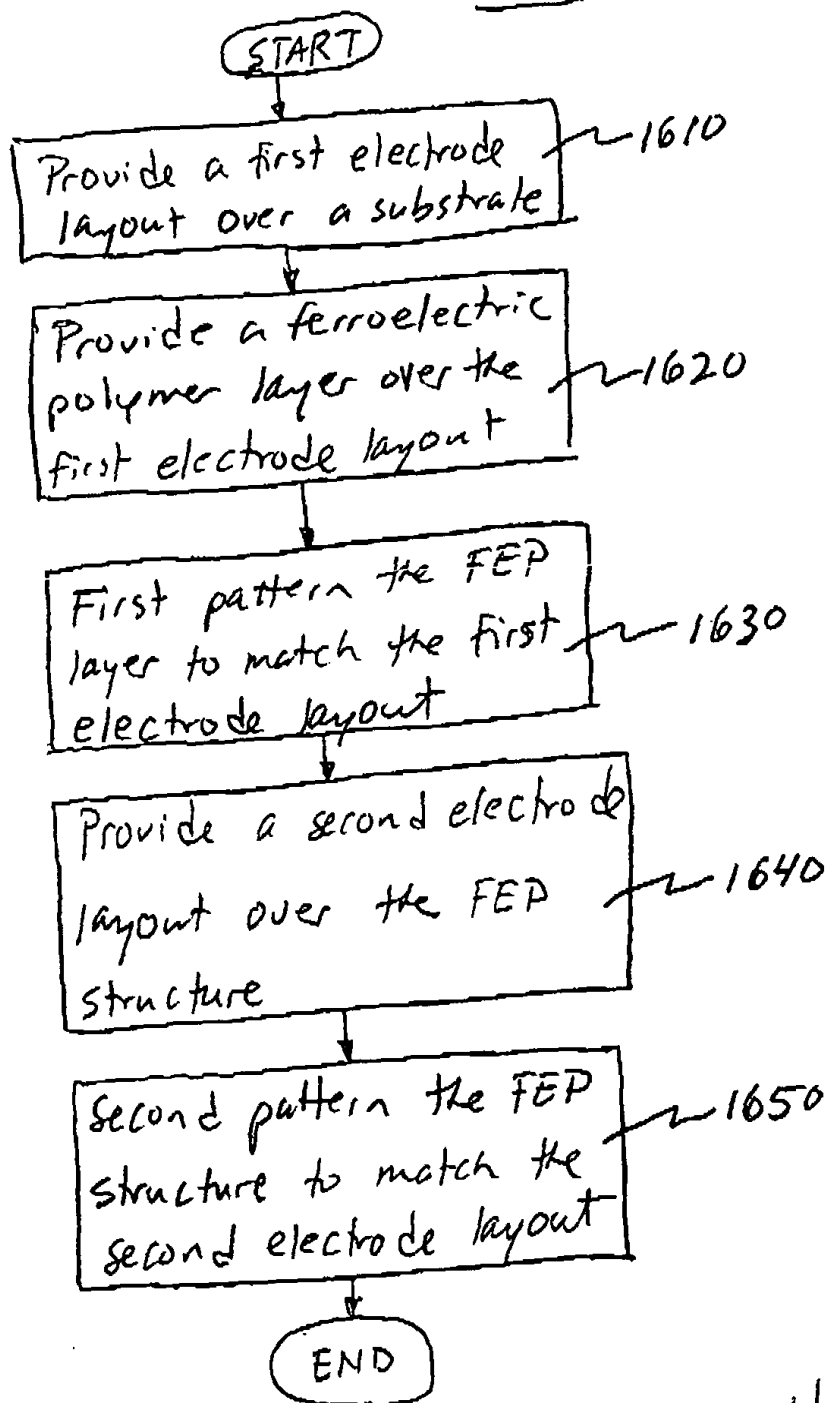 START
Provide a first electrode
layout over a substrate
1610
Provide a ferroelectric
polymer layer over the
first electrode layout
1620
First pattern the FEP
layer to match the first
electrode layout
1630
Provide a second electrode
layout over the FEP
structure
1640
Second pattern the FEP
structure to match the
second electrode layout
1650
END